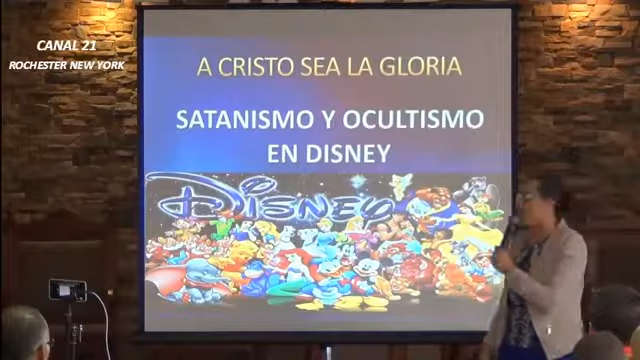 CANAL 21
ROCHESTER NEW YORK
A CRISTO SEA LA GLORIA
SATANISMO Y OCULTISMO
EN DISNEY
DISNEY